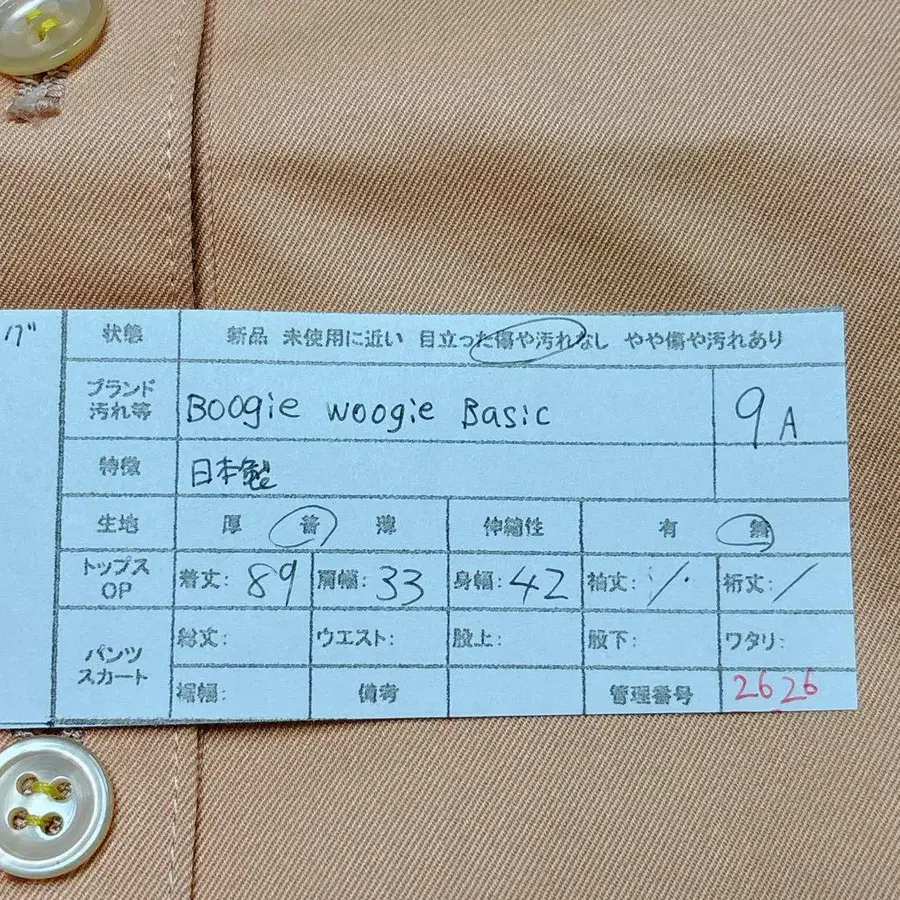 グ
状態 新品 未使用に近い 目立った傷や汚れなし やや傷や汚れあり
ブランド
汚れ等 Boogie woogie Basic 9A
特徴 日本製
生地 厚 普 薄 伸縮性 有 無
トップス
OP 着丈: 89 肩幅: 33 身幅: 42 袖丈: / 裄丈: /
パンツ
スカート 総丈: ウエスト: 股上: 股下: ワタリ:
裾幅: 備考 管理番号 2626